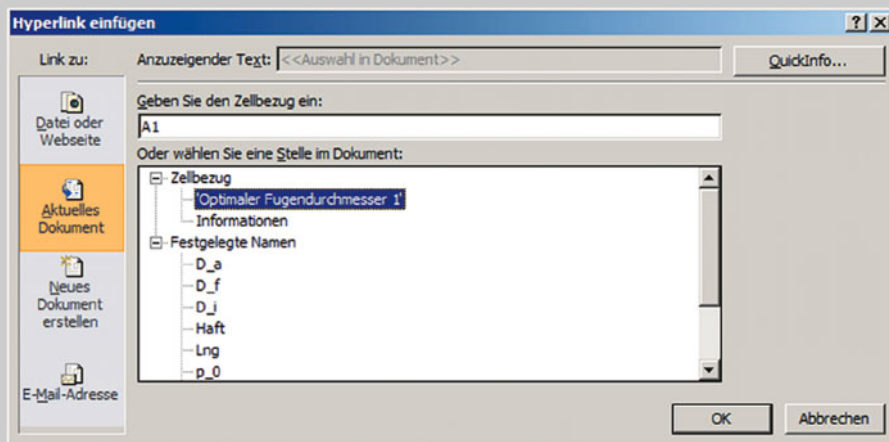 Hyperlink einfügen
Link zu:
Anzuzeigender Text: <<Auswahl in Dokument>>
QuickInfo...
Datei oder
Webseite
Aktuelles
Dokument
Neues
Dokument
erstellen
E-Mail-Adresse
Geben Sie den Zellbezug ein:
A1
Oder wählen Sie eine Stelle im Dokument:
Zellbezug
'Optimaler Fugendurchmesser 1'
Informationen
Festgelegte Namen
D_a
D_f
D_i
Haft
Lng
p_0
OK
Abbrechen